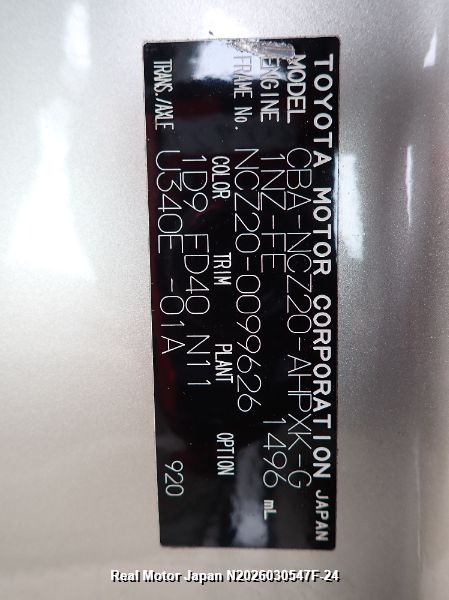 TOYOTA MOTOR CORPORATION JAPAN
MODEL CBA-NCZ20-AHPXK-G
ENGINE 1NZ-FE 1496 mL
FRAME No. NCZ20-0099626
COLOR TRIM PLANT OPTION
1D9 FD40 N11
TRANS./AXLE U340E -01A 920
Real Motor Japan N2026030547F-24